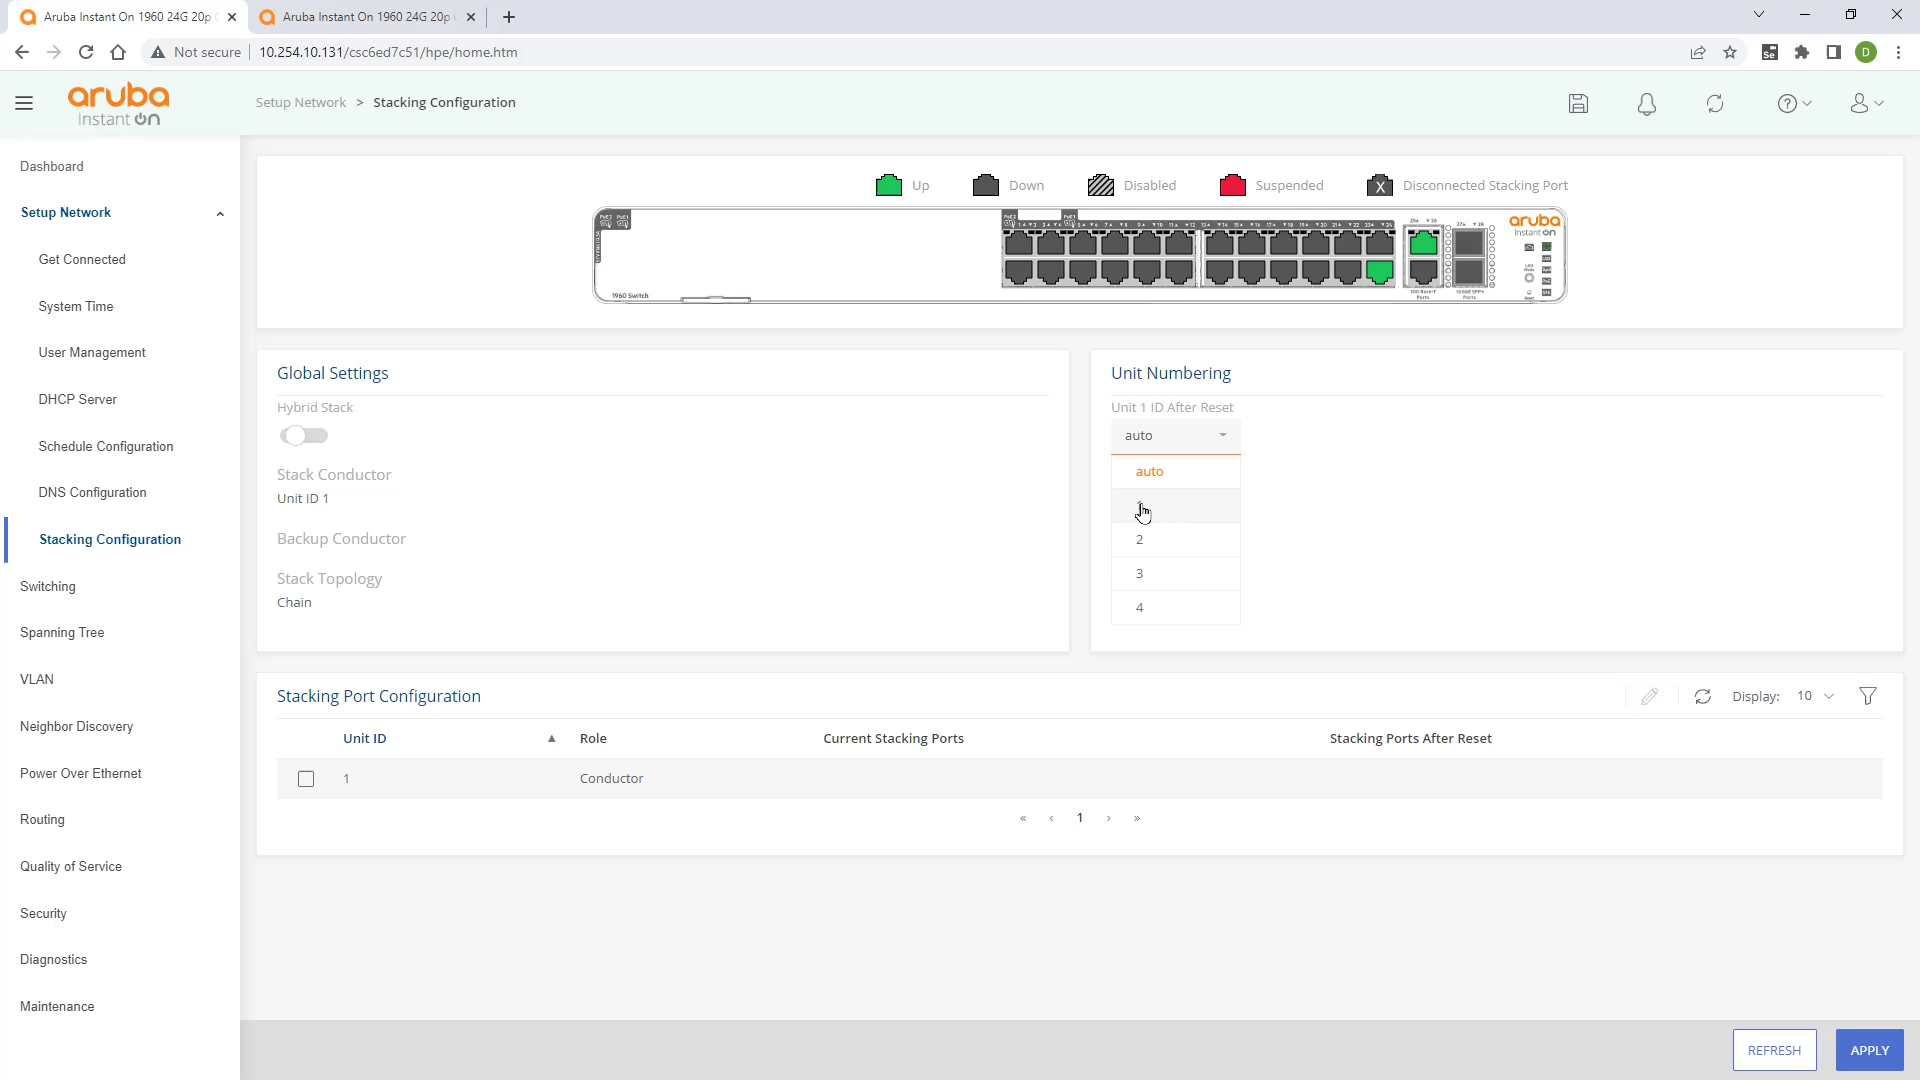 Aruba Instant On 1960 24G 20p
Aruba Instant On 1960 24G 20p
Not secure
10.254.10.131/csc6ed7c51/hpe/home.htm
Se
D
aruba
Instant On
Setup Network > Stacking Configuration
Dashboard
Setup Network
Get Connected
System Time
User Management
DHCP Server
Schedule Configuration
DNS Configuration
Stacking Configuration
Switching
Spanning Tree
VLAN
Neighbor Discovery
Power Over Ethernet
Routing
Quality of Service
Security
Diagnostics
Maintenance
Up
Down
Disabled
Suspended
X
Disconnected Stacking Port
PoE2 PoE1
aruba
Instant On
1960 Switch
10G Base-T
Ports
10GbE SFP+
Ports
Global Settings
Hybrid Stack
Stack Conductor
Unit ID 1
Backup Conductor
Stack Topology
Chain
Unit Numbering
Unit 1 ID After Reset
auto
auto
2
3
4
Stacking Port Configuration
Display: 10
Unit ID Role Current Stacking Ports Stacking Ports After Reset
1 Conductor
« ‹ 1 › »
REFRESH
APPLY